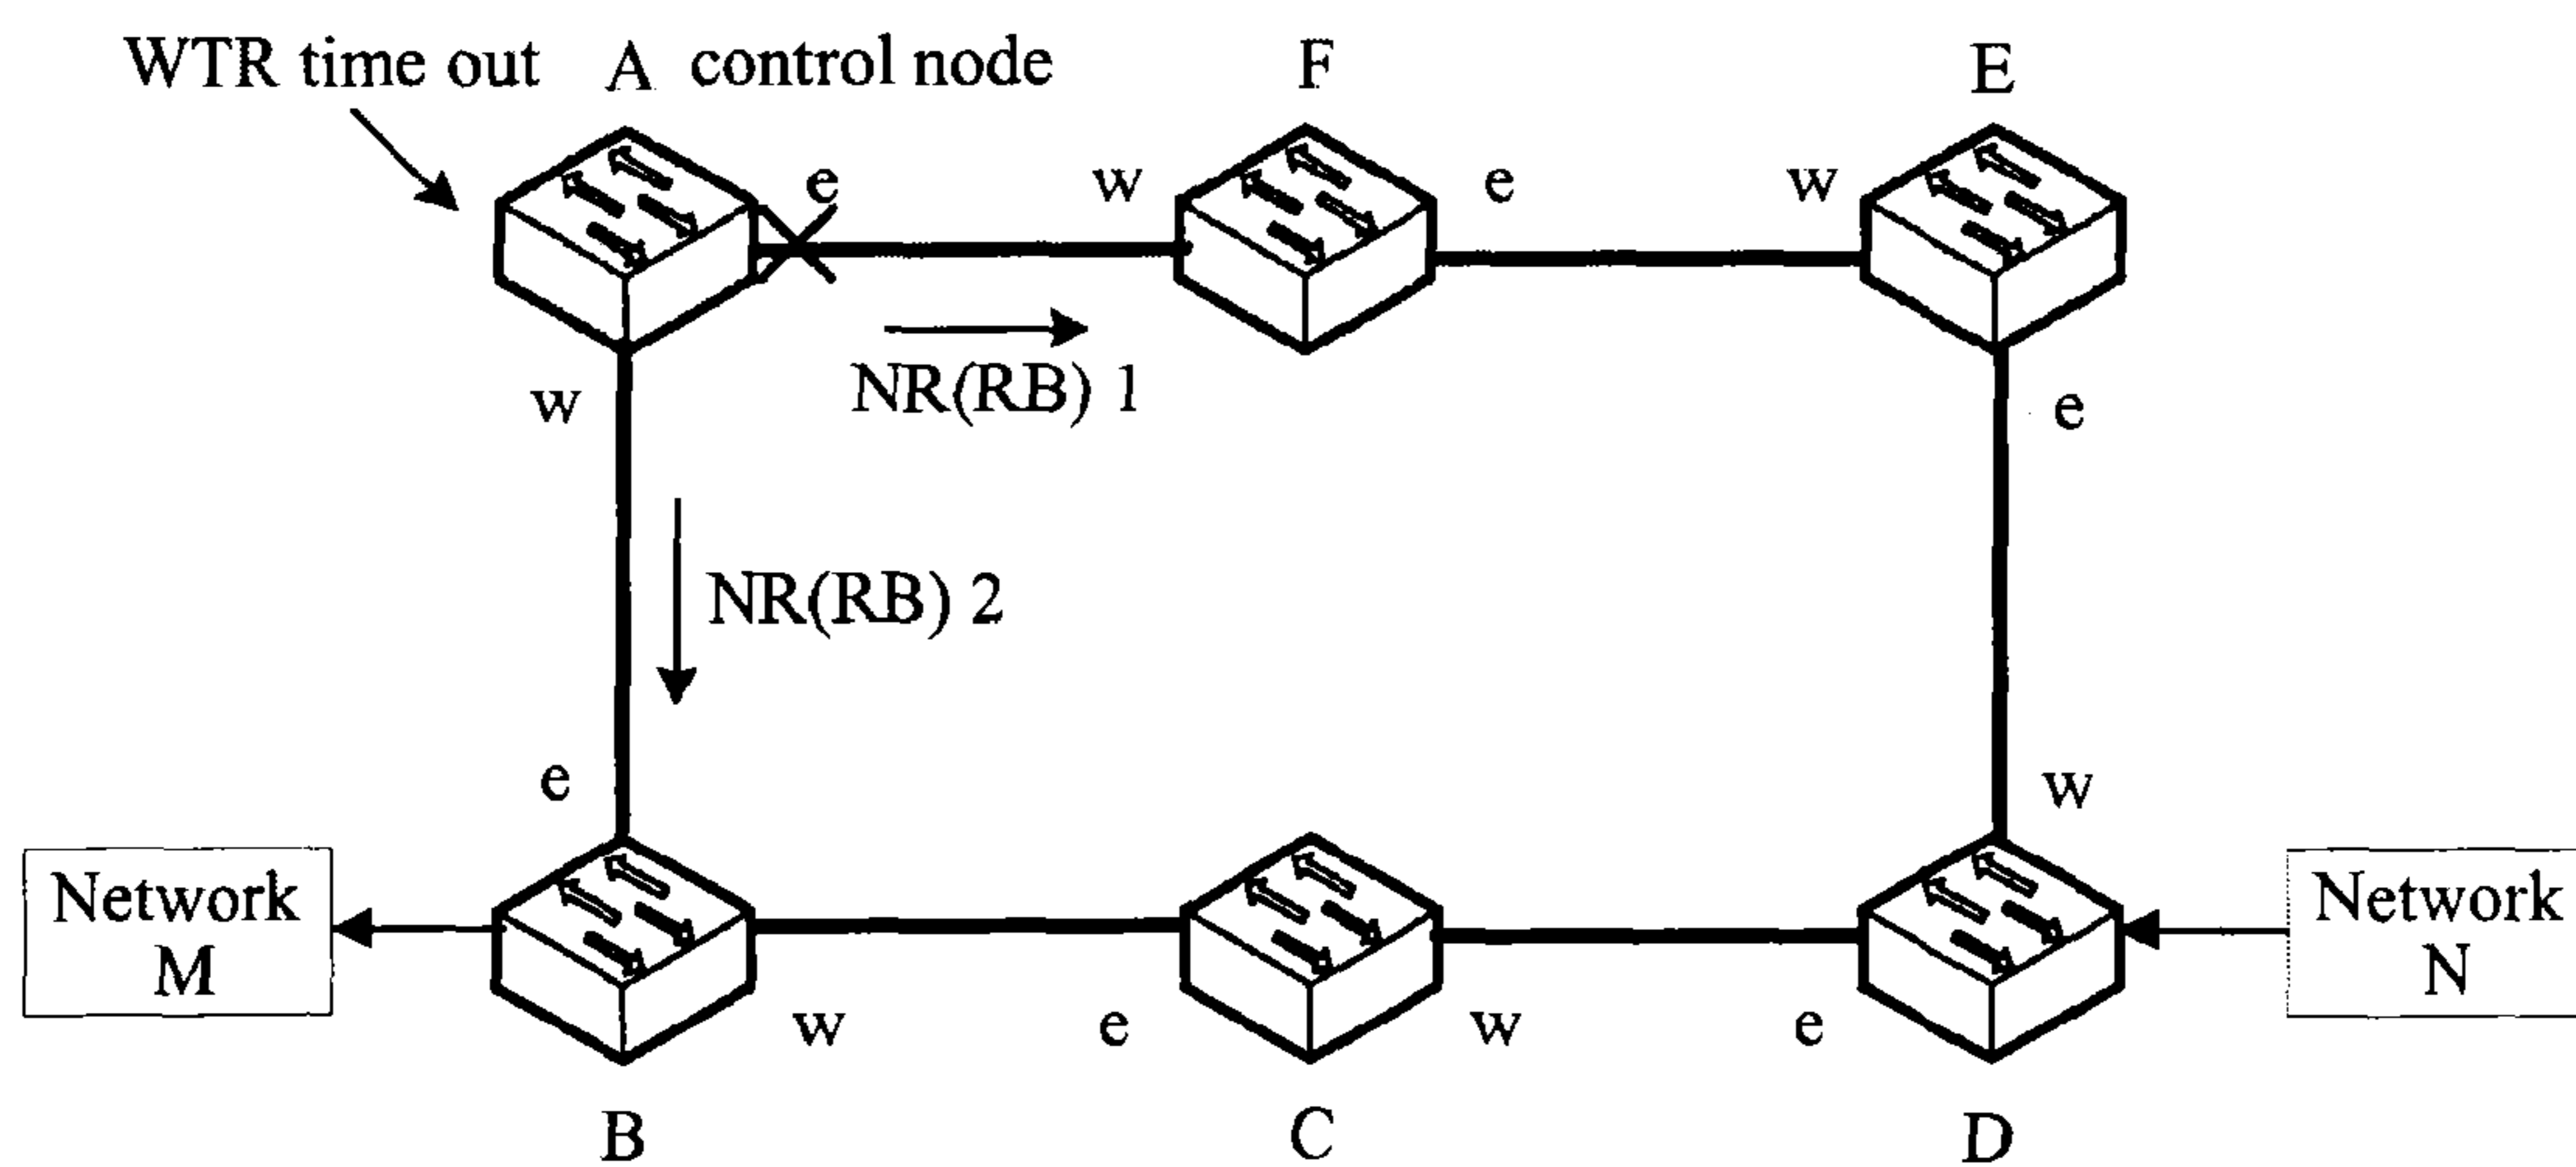 WTR time out A control node F E
e w e w
w NR(RB) 1 e
NR(RB) 2
e w
Network
M
Network
N
w e w e
B C D